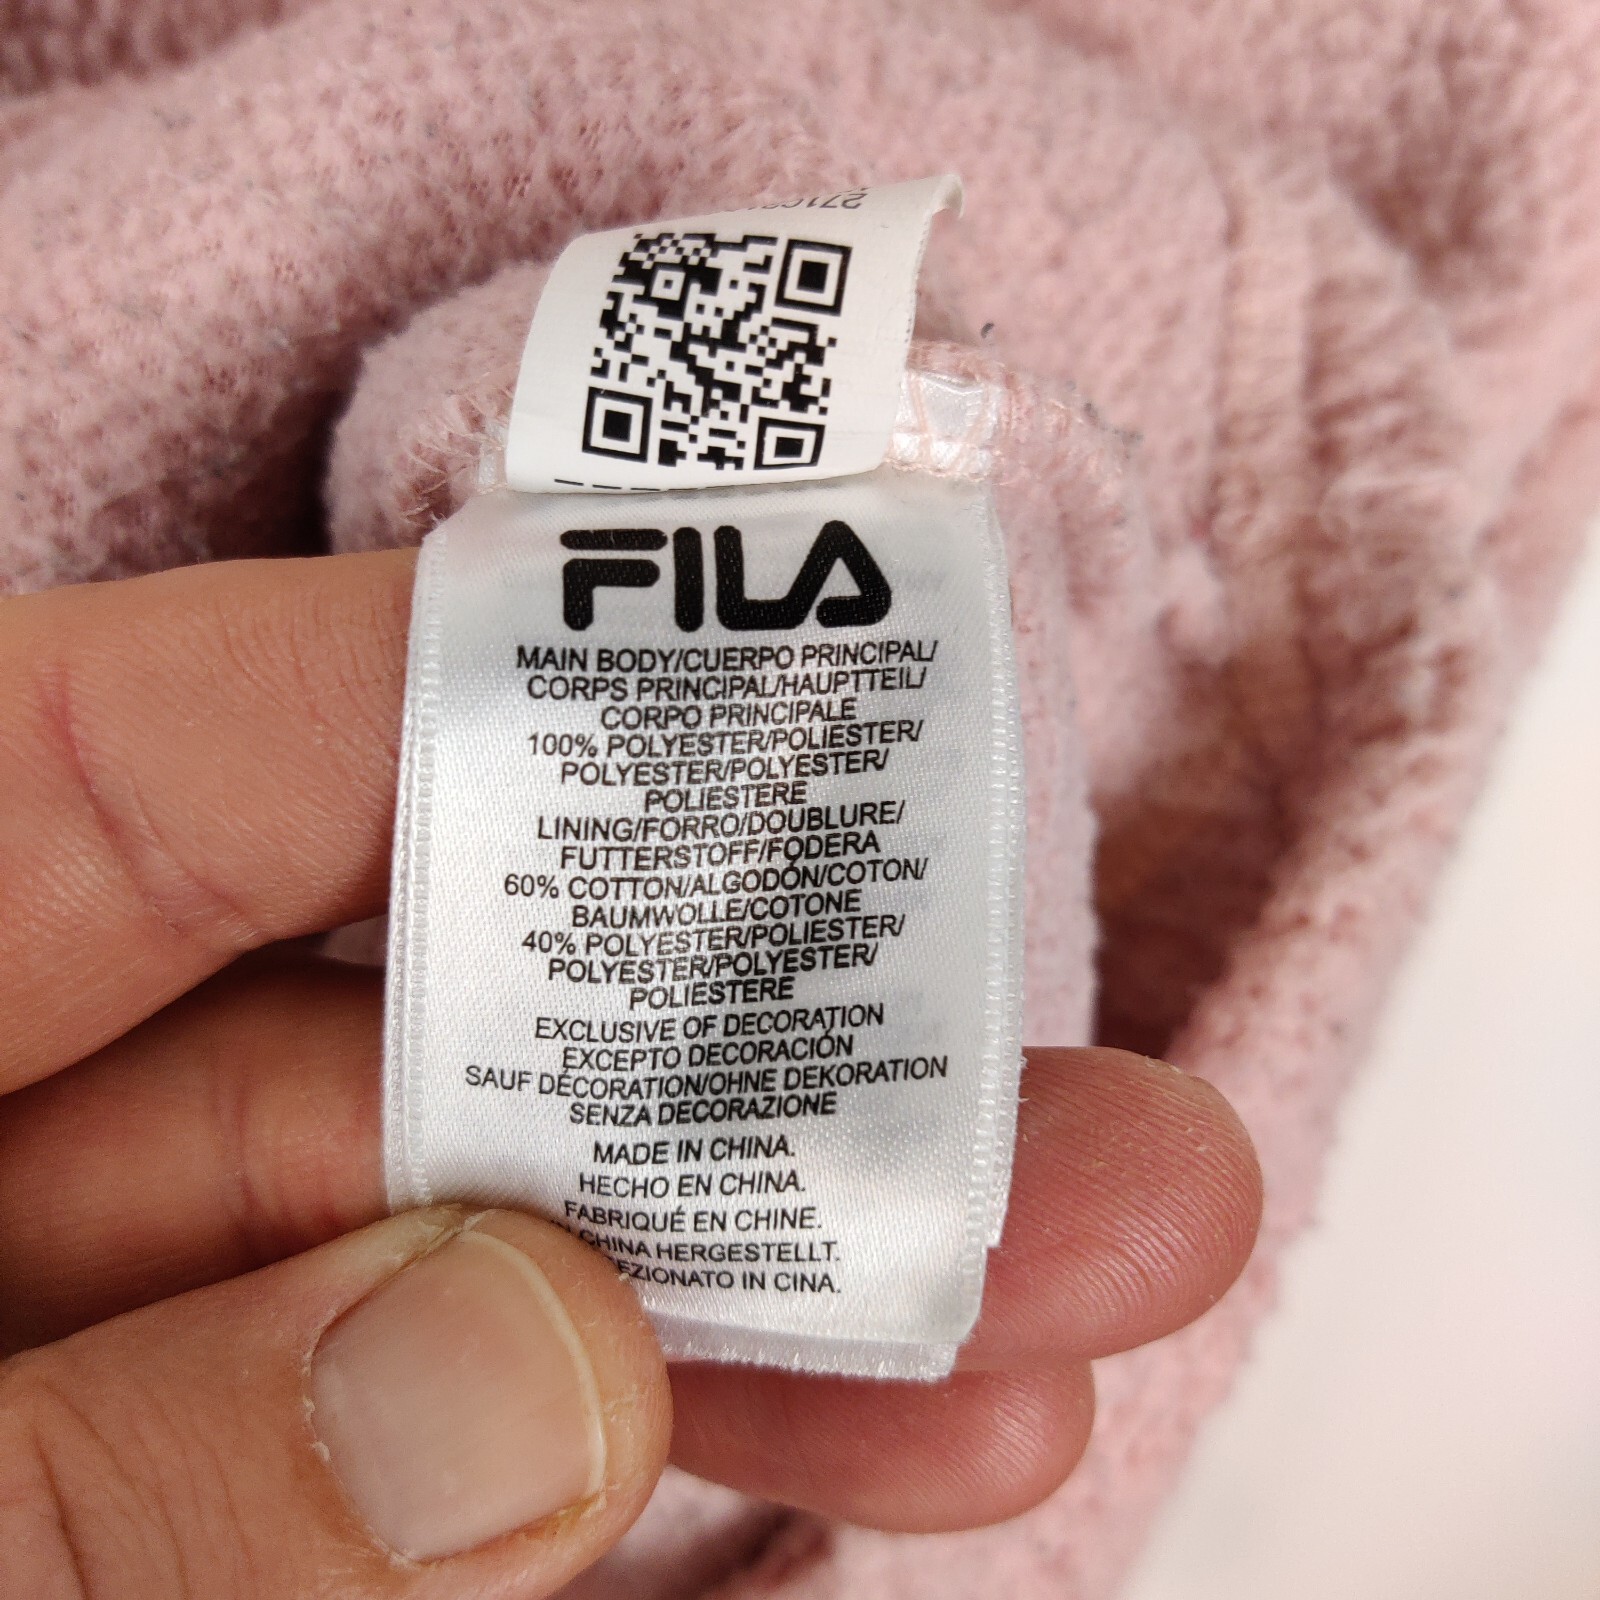 FILA
MAIN BODY/CUERPO PRINCIPAL/
CORPS PRINCIPAL/HAUPTTEIL/
CORPO PRINCIPALE
100% POLYESTER/POLIESTER/
POLYESTER/POLYESTER/
POLIESTERE
LINING/FORRO/DOUBLURE/
FUTTERSTOFF/FODERA
60% COTTON/ALGODÓN/COTON/
BAUMWOLLE/COTONE
40% POLYESTER/POLIESTER/
POLYESTER/POLYESTER/
POLIESTERE
EXCLUSIVE OF DECORATION
EXCEPTO DECORACIÓN
SAUF DÉCORATION/OHNE DEKORATION
SENZA DECORAZIONE
MADE IN CHINA.
HECHO EN CHINA.
FABRIQUÉ EN CHINE.
CHINA HERGESTELLT.
EZIONATO IN CINA.